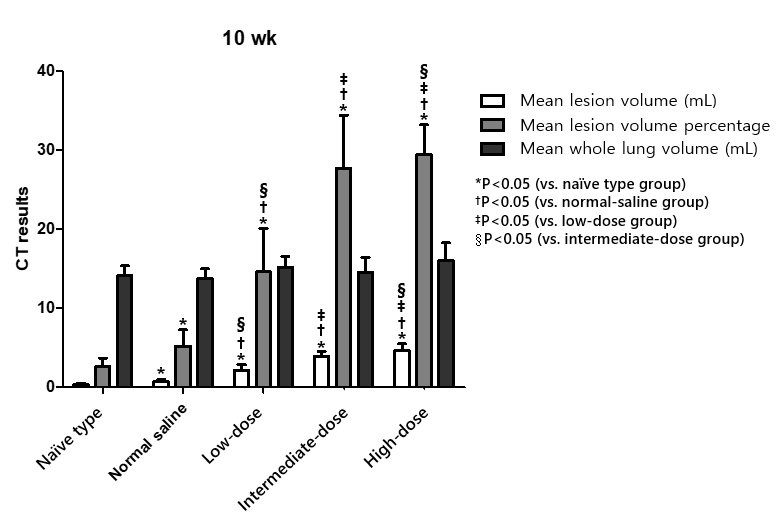 10 wk
40
30
20
10
0
CT results
*
*
§
†
*
§
†
*
‡
†
*
‡
†
*
§
‡
†
*
§
‡
†
*
Naïve type
Normal saline
Low-dose
Intermediate-dose
High-dose
Mean lesion volume (mL)
Mean lesion volume percentage
Mean whole lung volume (mL)
*P<0.05 (vs. naïve type group)
†P<0.05 (vs. normal-saline group)
‡P<0.05 (vs. low-dose group)
§P<0.05 (vs. intermediate-dose group)